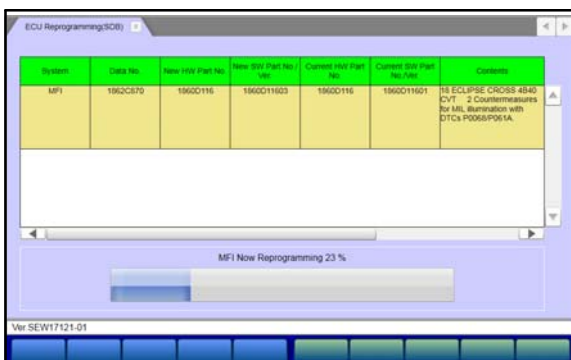 ECU Reprogramming(SDB)
System
Data No.
New HW Part No.
New SW Part No./
Ver.
Current HW Part
No.
Current SW Part
No./Ver.
Contents
MFI
1862C870
1860D116
1860D11603
1860D116
1860D11601
18 ECLIPSE CROSS 4B40
CVT 2 Countermeasures
for MIL illumination with
DTCs P0068/P061A.
MFI Now Reprogramming 23 %
Ver.SEW17121-01